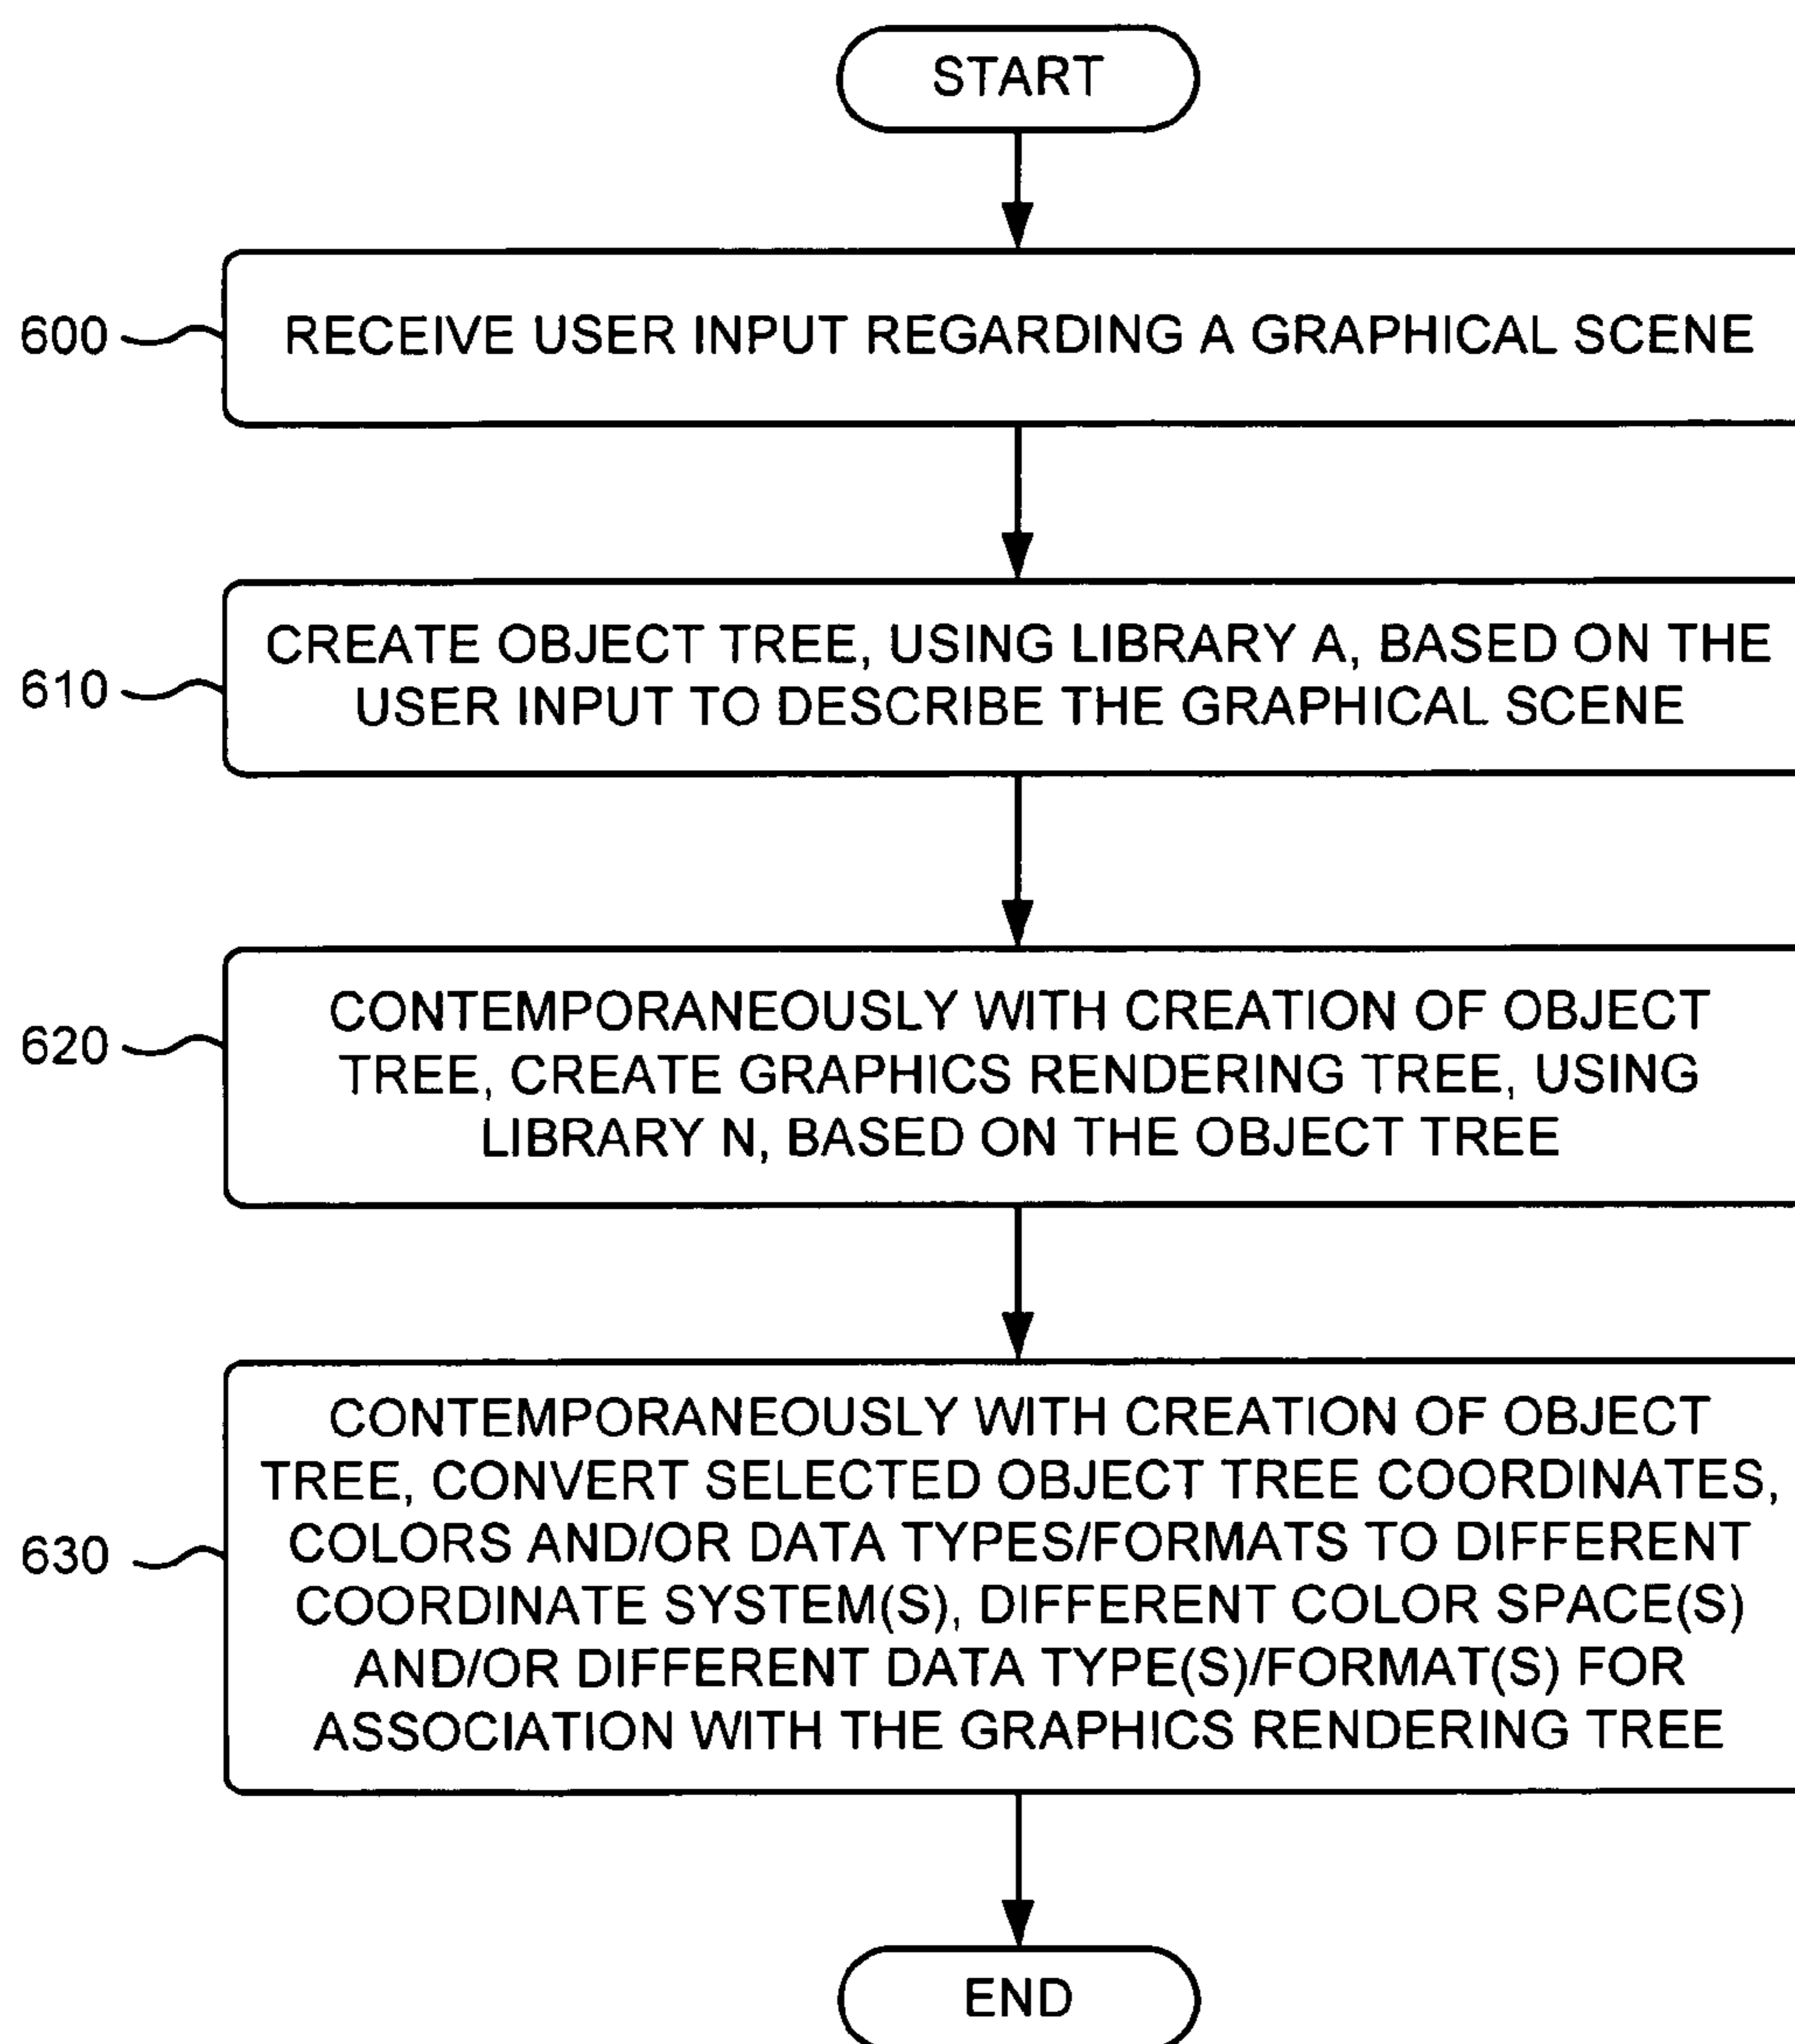 START
600
RECEIVE USER INPUT REGARDING A GRAPHICAL SCENE
610
CREATE OBJECT TREE, USING LIBRARY A, BASED ON THE
USER INPUT TO DESCRIBE THE GRAPHICAL SCENE
620
CONTEMPORANEOUSLY WITH CREATION OF OBJECT
TREE, CREATE GRAPHICS RENDERING TREE, USING
LIBRARY N, BASED ON THE OBJECT TREE
630
CONTEMPORANEOUSLY WITH CREATION OF OBJECT
TREE, CONVERT SELECTED OBJECT TREE COORDINATES,
COLORS AND/OR DATA TYPES/FORMATS TO DIFFERENT
COORDINATE SYSTEM(S), DIFFERENT COLOR SPACE(S)
AND/OR DIFFERENT DATA TYPE(S)/FORMAT(S) FOR
ASSOCIATION WITH THE GRAPHICS RENDERING TREE
END